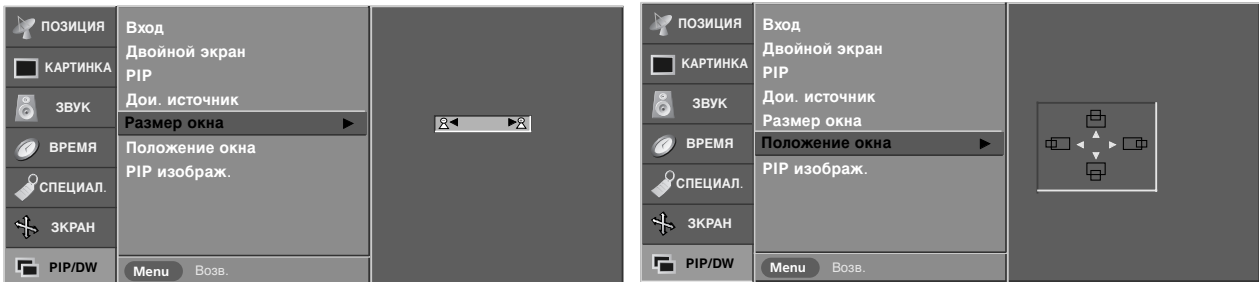 ПОЗИЦИЯ
КАРТИНКА
ЗВУК
ВРЕМЯ
СПЕЦИАЛ.
ЗКРАН
PIP/DW
Вход
Двойной экран
PIP
Дои. источник
Размер окна
Положение окна
PIP изображ.
Menu Возв.
ПОЗИЦИЯ
КАРТИНКА
ЗВУК
ВРЕМЯ
СПЕЦИАЛ.
ЗКРАН
PIP/DW
Вход
Двойной экран
PIP
Дои. источник
Размер окна
Положение окна
PIP изображ.
Menu Возв.